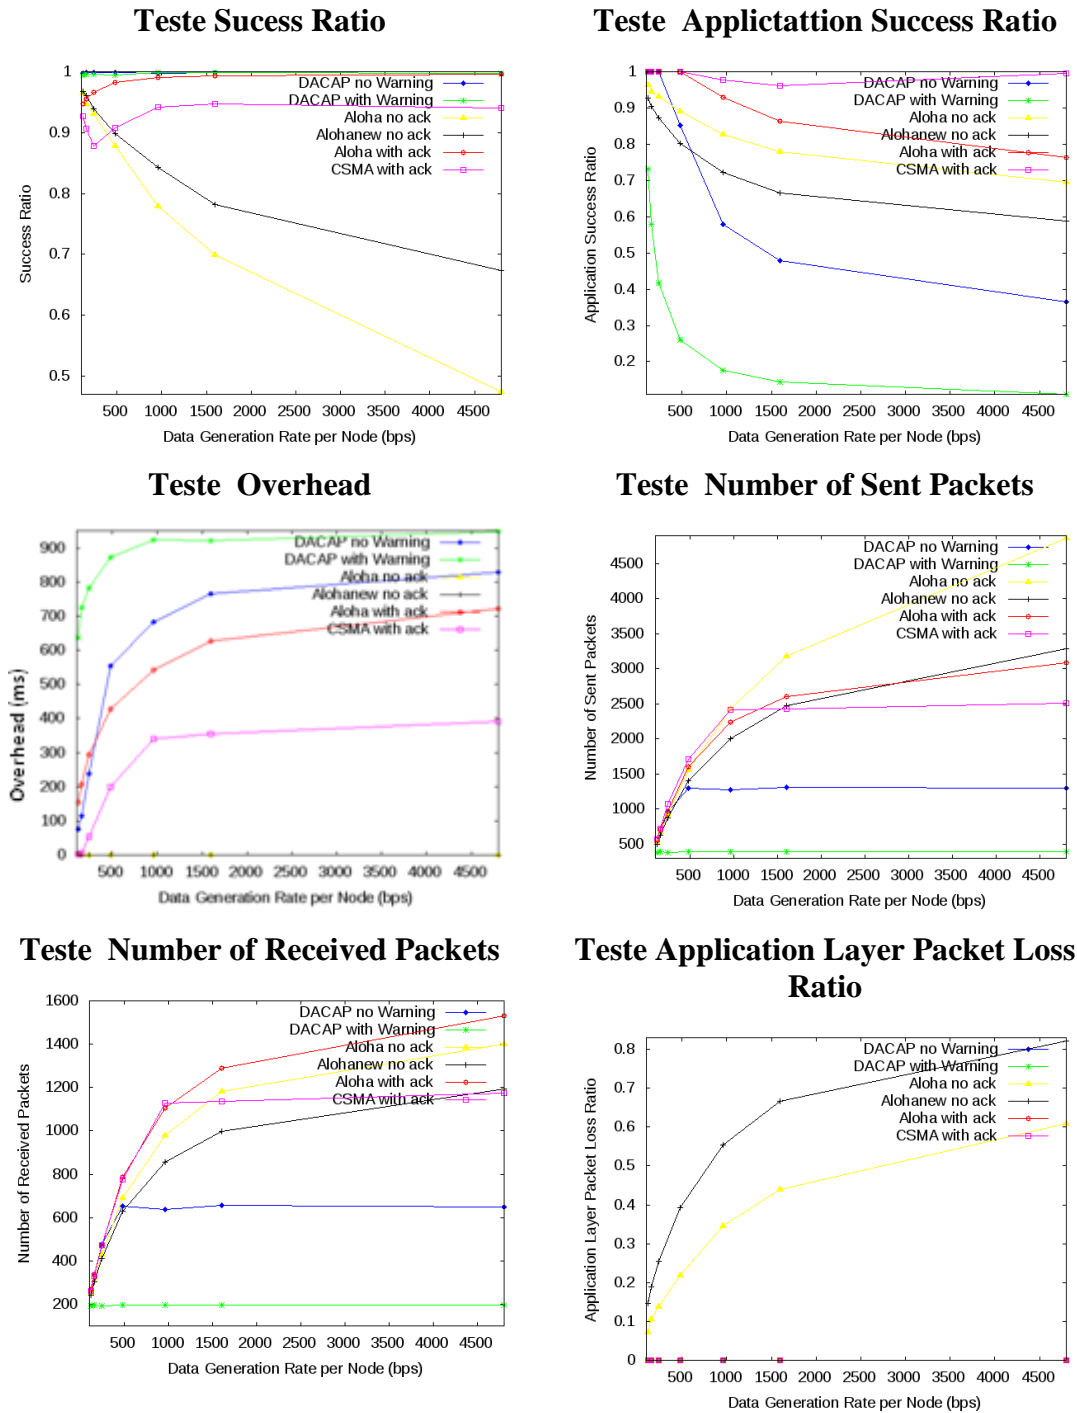 Teste Sucess Ratio
1
0.9
0.8
0.7
0.6
0.5
Success Ratio
DACAP no Warning
DACAP with Warning
Aloha no ack
Alohanew no ack
Aloha with ack
CSMA with ack
500 1000 1500 2000 2500 3000 3500 4000 4500
Data Generation Rate per Node (bps)
Teste Applictattion Success Ratio
1
0.9
0.8
0.7
0.6
0.5
0.4
0.3
0.2
Application Success Ratio
DACAP no Warning
DACAP with Warning
Aloha no ack
Alohanew no ack
Aloha with ack
CSMA with ack
500 1000 1500 2000 2500 3000 3500 4000 4500
Data Generation Rate per Node (bps)
Teste Overhead
900
800
700
600
500
400
300
200
100
0
Overhead (ms)
DACAP no Warning
DACAP with Warning
Aloha no ack
Alohanew no ack
Aloha with ack
CSMA with ack
500 1000 1500 2000 2500 3000 3500 4000 4500
Data Generation Rate per Node (bps)
Teste Number of Sent Packets
4500
4000
3500
3000
2500
2000
1500
1000
500
Number of Sent Packets
DACAP no Warning
DACAP with Warning
Aloha no ack
Alohanew no ack
Aloha with ack
CSMA with ack
500 1000 1500 2000 2500 3000 3500 4000 4500
Data Generation Rate per Node (bps)
Teste Number of Received Packets
1600
1400
1200
1000
800
600
400
200
Number of Received Packets
DACAP no Warning
DACAP with Warning
Aloha no ack
Alohanew no ack
Aloha with ack
CSMA with ack
500 1000 1500 2000 2500 3000 3500 4000 4500
Data Generation Rate per Node (bps)
Teste Application Layer Packet Loss
Ratio
0.8
0.7
0.6
0.5
0.4
0.3
0.2
0.1
0
Application Layer Packet Loss Ratio
DACAP no Warning
DACAP with Warning
Aloha no ack
Alohanew no ack
Aloha with ack
CSMA with ack
500 1000 1500 2000 2500 3000 3500 4000 4500
Data Generation Rate per Node (bps)